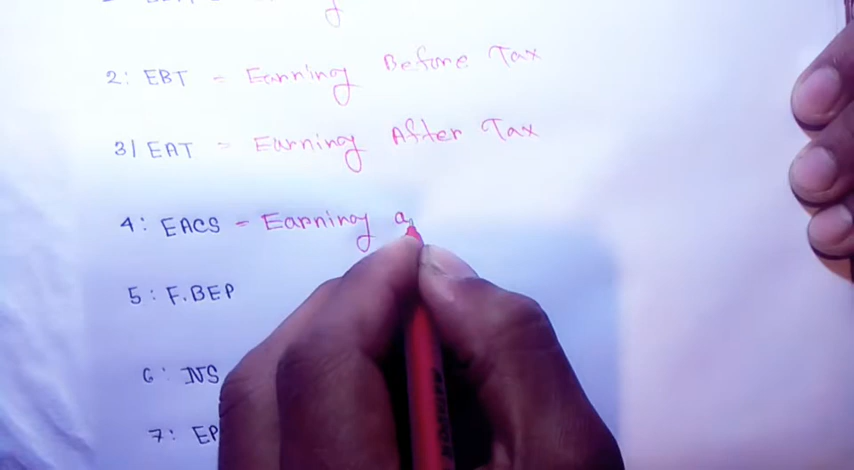 2: EBT = Earning Before Tax
3) EAT = Earning After Tax
4: EACS = Earning a
5: F.BEP
6: NS
7: EP